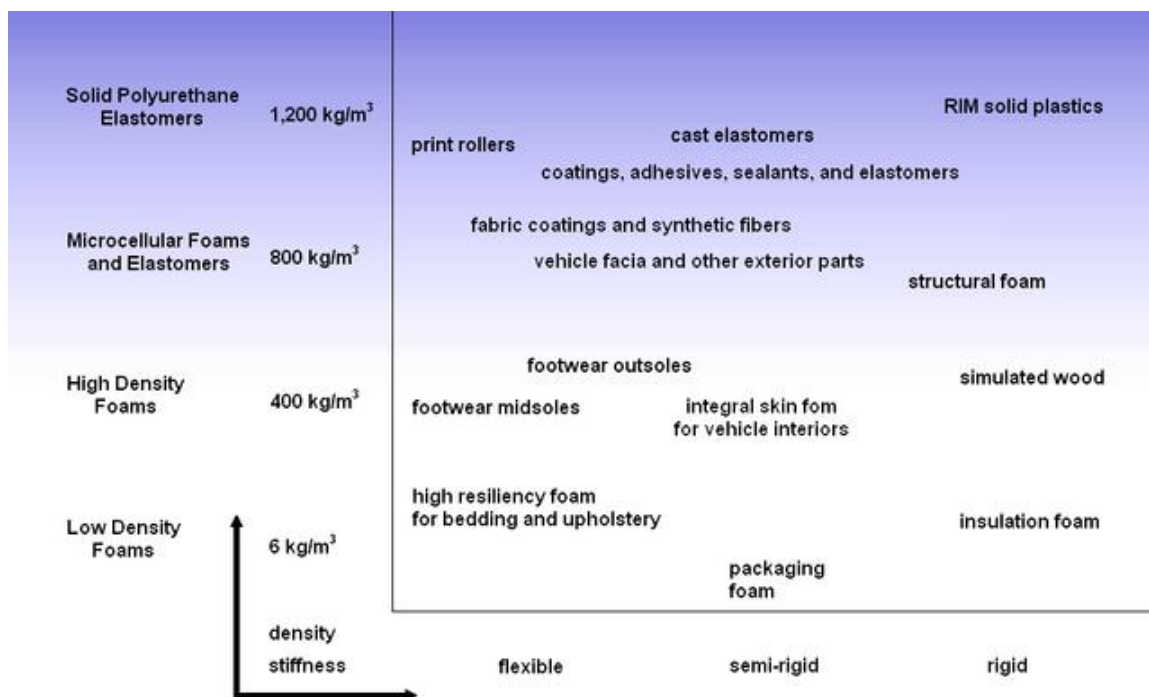 Solid Polyurethane
Elastomers
1,200 kg/m³
RIM solid plastics
print rollers
cast elastomers
coatings, adhesives, sealants, and elastomers
fabric coatings and synthetic fibers
Microcellular Foams
and Elastomers
800 kg/m³
vehicle facia and other exterior parts
structural foam
footwear outsoles
simulated wood
High Density
Foams
400 kg/m³
footwear midsoles
integral skin fom
for vehicle interiors
high resiliency foam
for bedding and upholstery
insulation foam
Low Density
Foams
6 kg/m³
packaging
foam
density
stiffness
flexible
semi-rigid
rigid